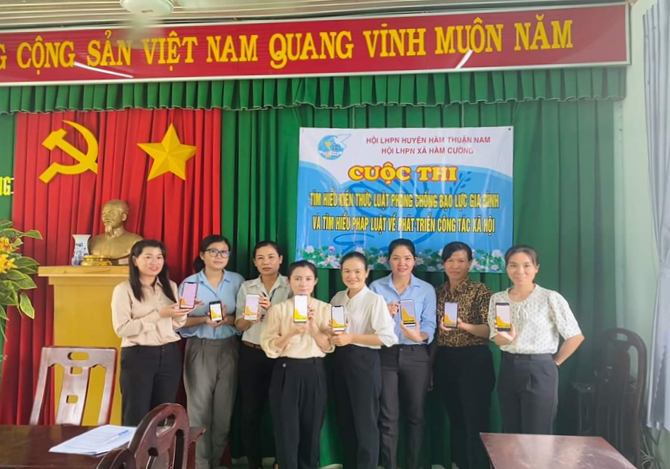 G CỘNG SẢN VIỆT NAM QUANG VINH MUÔN NĂM
HỘI LHPN HUYỆN HÀM THUẬN NAM
HỘI LHPN XÃ HÀM CƯỜNG
CUỘC THI
TÌM HIỂU KIẾN THỨC LUẬT PHÒNG CHỐNG BẠO LỰC GIA ĐÌNH
VÀ TÌM HIỂU PHÁP LUẬT VỀ PHÁT TRIỂN CÔNG TÁC XÃ HỘI